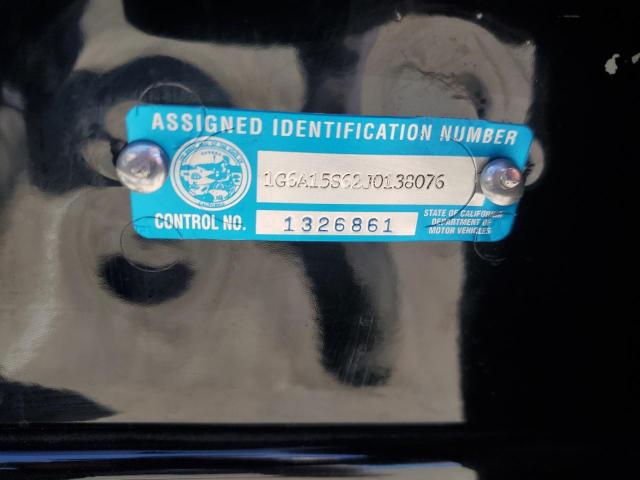 ASSIGNED IDENTIFICATION NUMBER
1G6A15S62J0138076
CONTROL NO. 1326861
STATE OF CALIFORNIA
DEPARTMENT OF
MOTOR VEHICLES